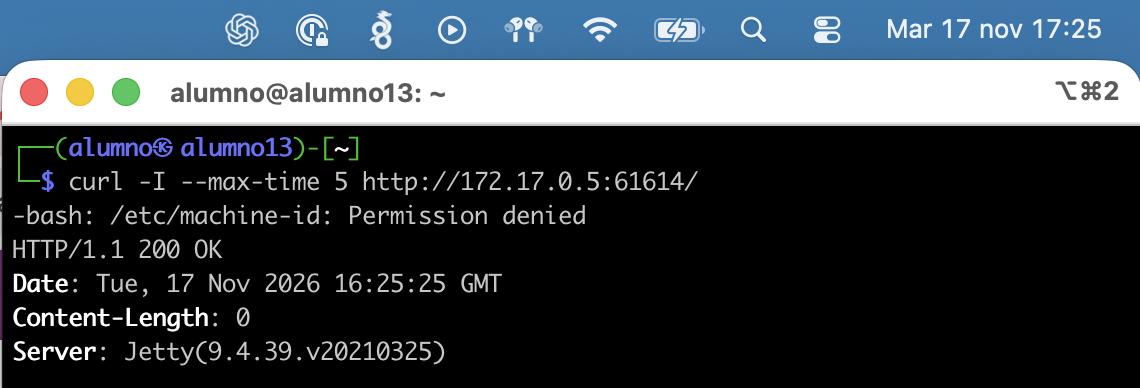 Mar 17 nov 17:25
alumno@alumno13: ~
⌥⌘2
┌──(alumno㉿ alumno13)-[~]
└─$ curl -I --max-time 5 http://172.17.0.5:61614/
-bash: /etc/machine-id: Permission denied
HTTP/1.1 200 OK
Date: Tue, 17 Nov 2026 16:25:25 GMT
Content-Length: 0
Server: Jetty(9.4.39.v20210325)